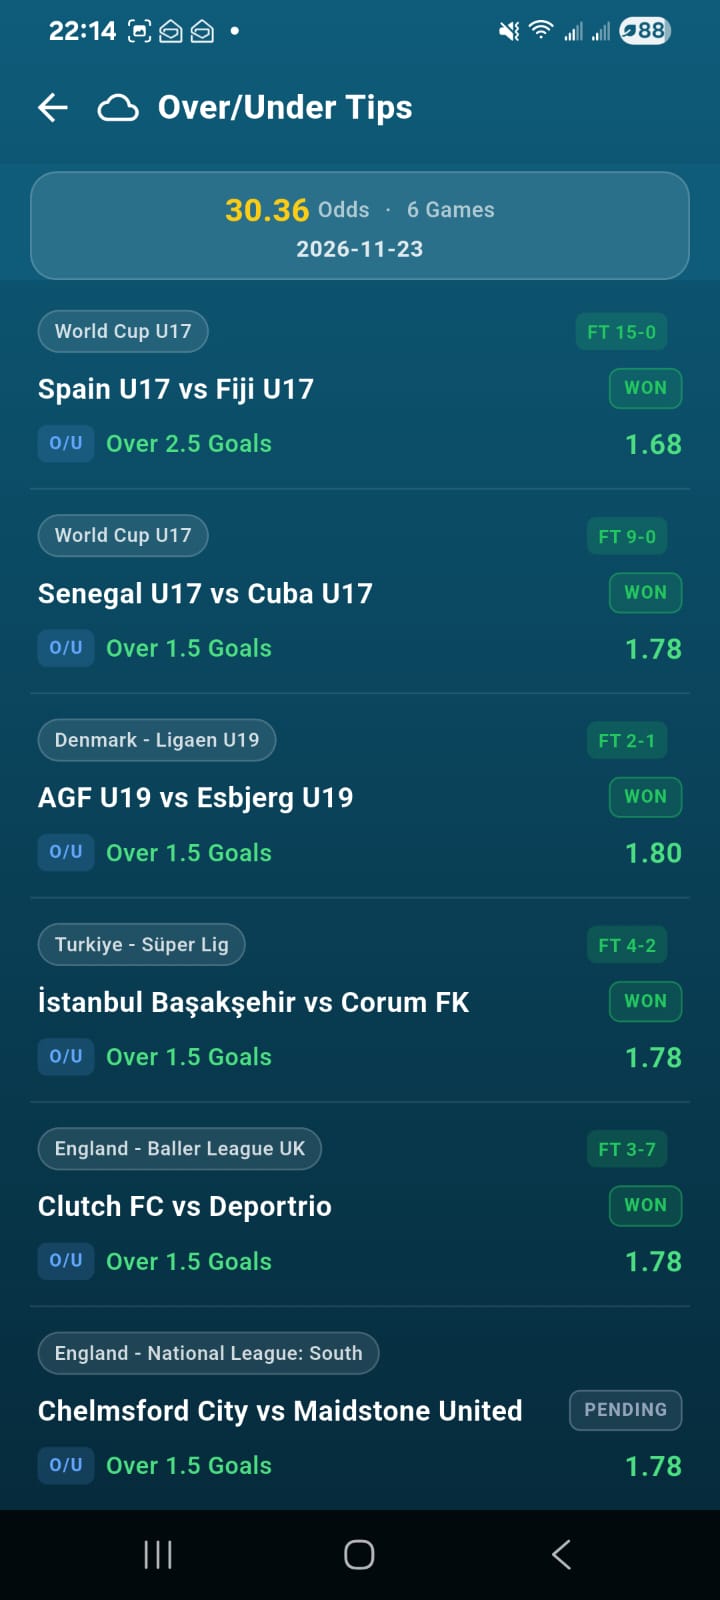 22:14
88
Over/Under Tips
30.36 Odds · 6 Games
2026-11-23
World Cup U17 FT 15-0
Spain U17 vs Fiji U17 WON
O/U Over 2.5 Goals 1.68
World Cup U17 FT 9-0
Senegal U17 vs Cuba U17 WON
O/U Over 1.5 Goals 1.78
Denmark - Ligaen U19 FT 2-1
AGF U19 vs Esbjerg U19 WON
O/U Over 1.5 Goals 1.80
Turkiye - Süper Lig FT 4-2
İstanbul Başakşehir vs Corum FK WON
O/U Over 1.5 Goals 1.78
England - Baller League UK FT 3-7
Clutch FC vs Deportrio WON
O/U Over 1.5 Goals 1.78
England - National League: South
Chelmsford City vs Maidstone United PENDING
O/U Over 1.5 Goals 1.78